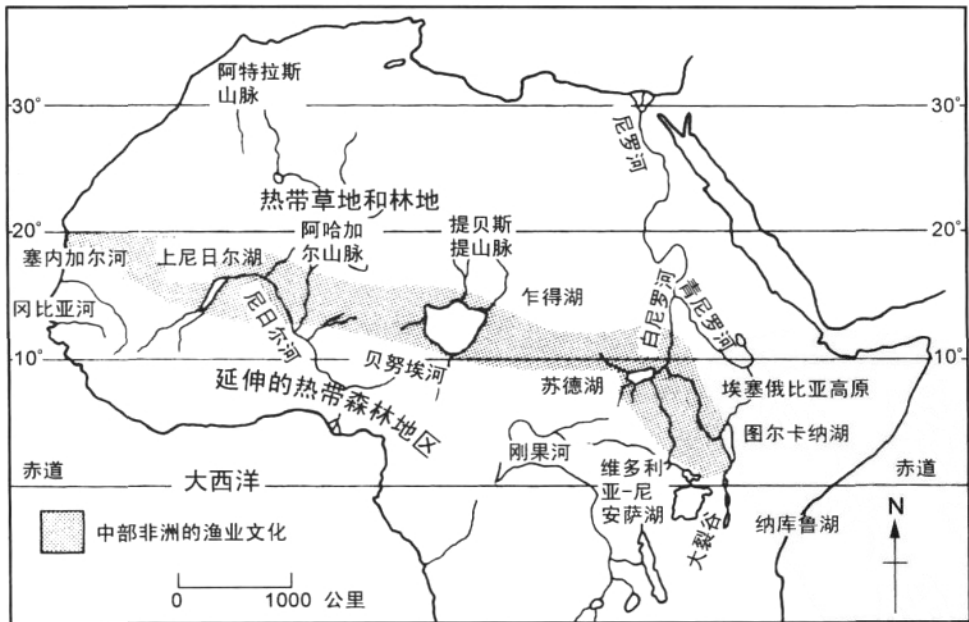 阿特拉斯
山脉
30°
30°
尼罗河
热带草地和林地
20°
20°
阿哈加
尔山脉
提贝斯
提山脉
塞内加尔河
上尼日尔湖
乍得湖
白尼罗河
青尼罗河
冈比亚河
尼日尔河
10°
10°
贝努埃河
苏德湖
埃塞俄比亚高原
延伸的热带森林地区
图尔卡纳湖
刚果河
赤道
大西洋
维多利
亚-尼
安萨湖
赤道
大裂谷
纳库鲁湖
N
中部非洲的渔业文化
0 1000 公里